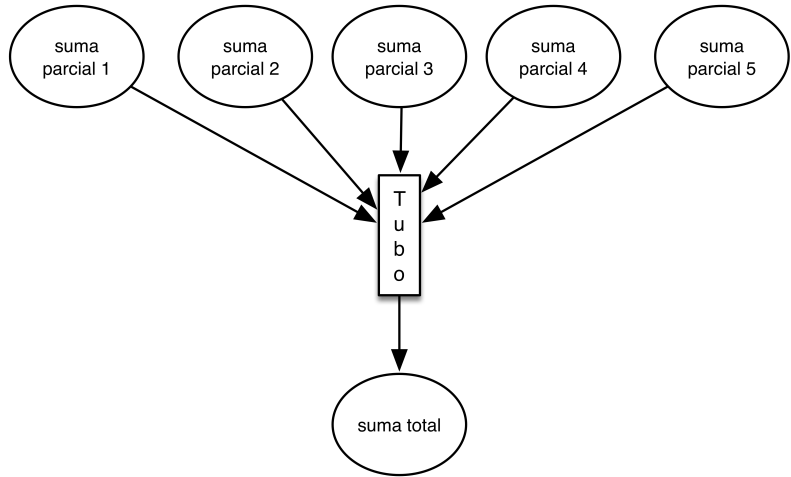 suma
parcial 1
suma
parcial 2
suma
parcial 3
suma
parcial 4
suma
parcial 5
T
u
b
o
suma total